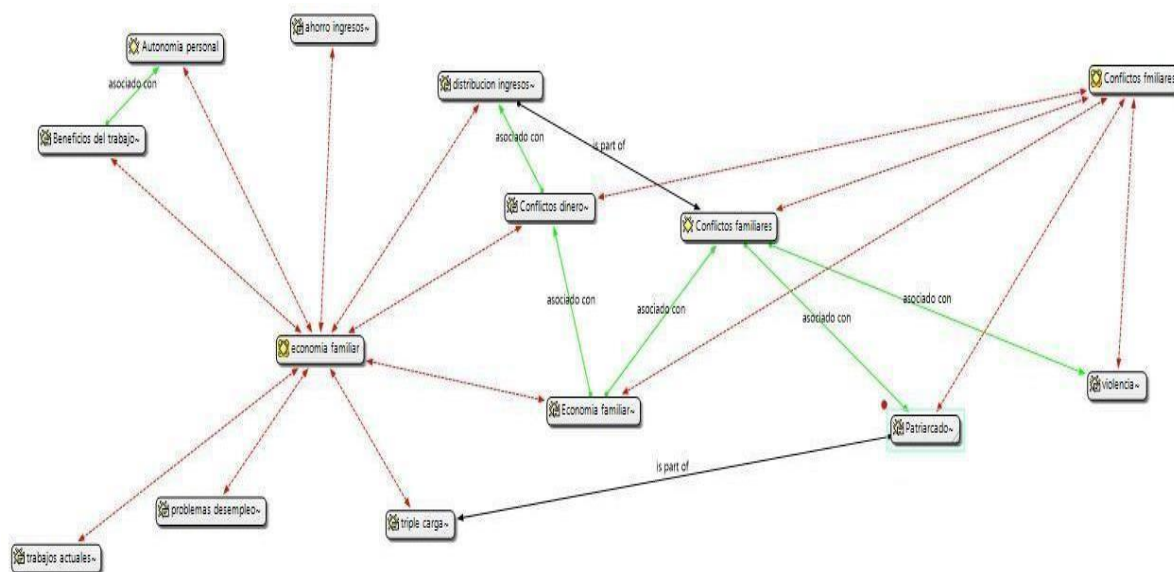 ahorro ingresos~
Autonomia personal
asociado con
distribucion ingresos~
Conflictos fmiliares
Beneficios del trabajo~
asociado con
is part of
Conflictos dinero~
Conflictos familiares
asociado con
asociado con
asociado con
asociado con
economia familiar
violencia~
Economia familiar~
Patriarcado~
is part of
problemas desempleo~
triple carga~
trabajos actuales~